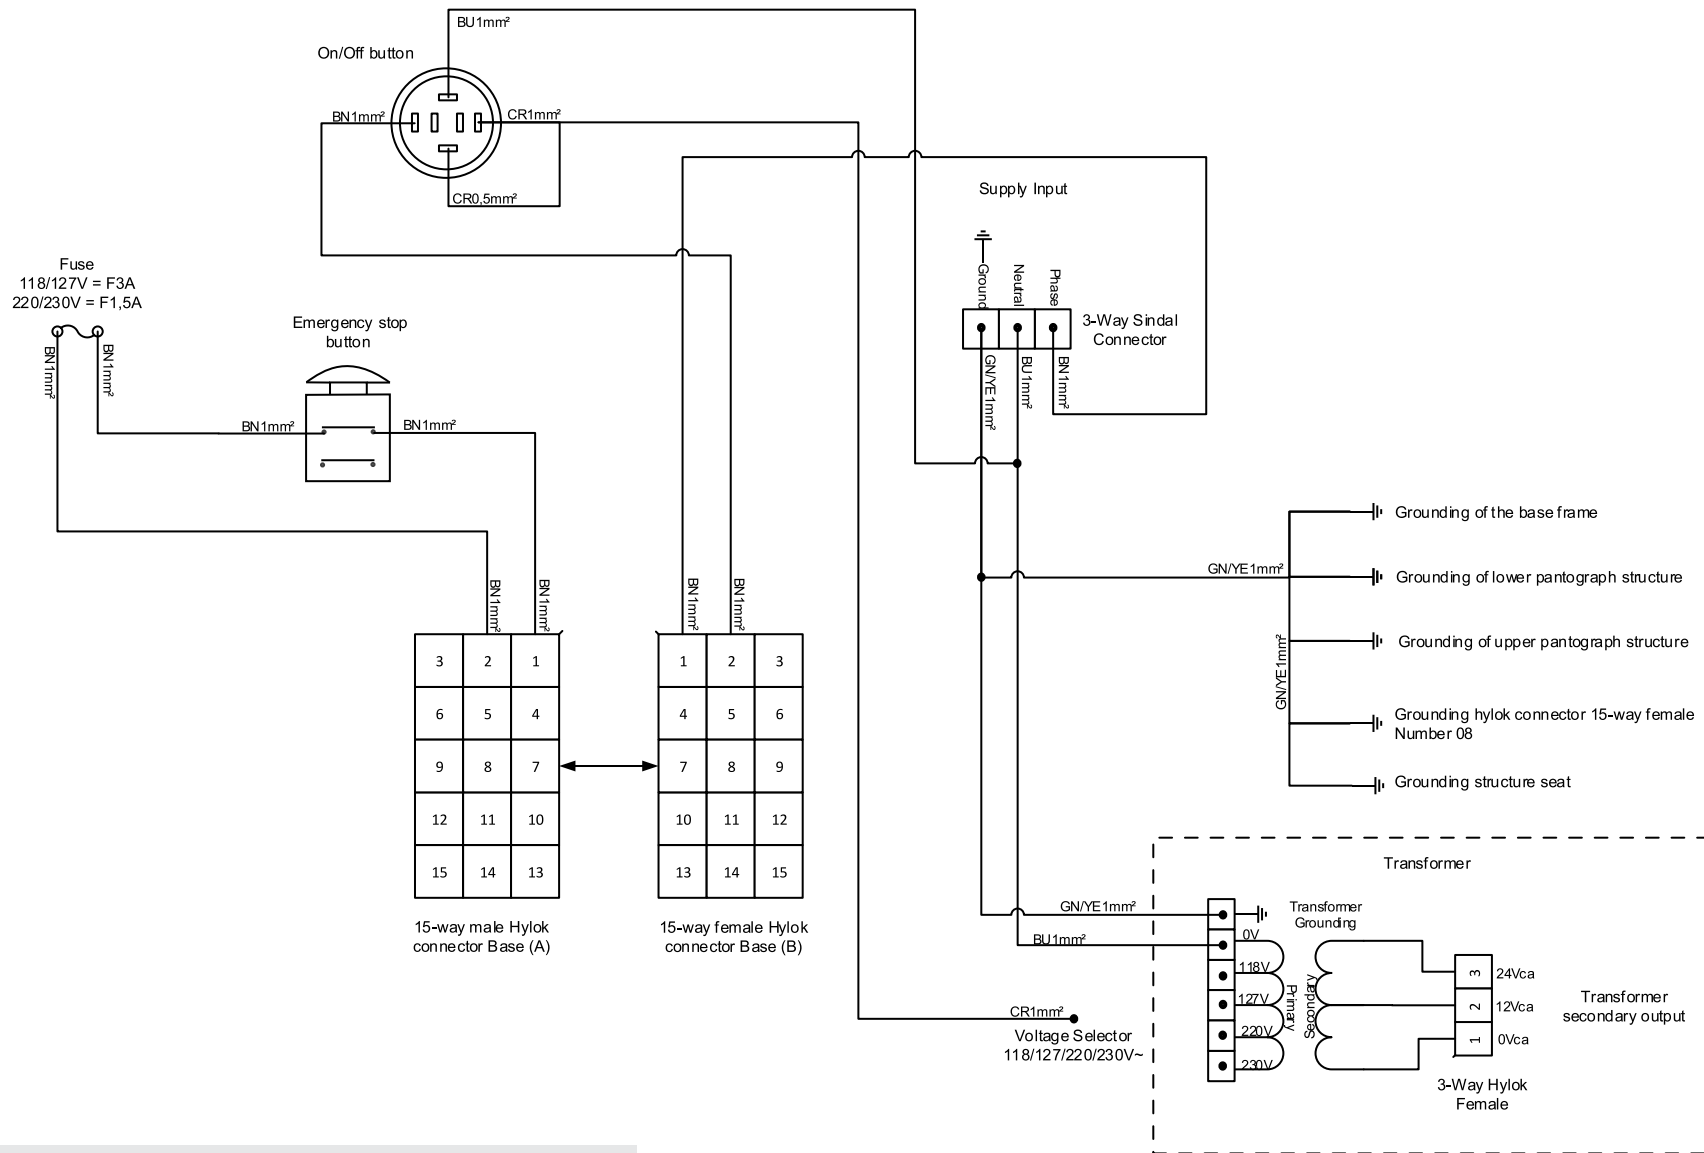 BU1mm²
On/Off button
BN1mm²
CR1mm²
CR0,5mm²
Supply Input
Ground
Neutral
Phase
3-Way Sindal
Connector
GN/YE1mm²
BU1mm²
BN1mm²
Fuse
118/127V = F3A
220/230V = F1,5A
BN1mm²
BN1mm²
Emergency stop
button
BN1mm²
BN1mm²
BN1mm²
BN1mm²
BN1mm²
BN1mm²
3 2 1
6 5 4
9 8 7
12 11 10
15 14 13
15-way male Hylok
connector Base (A)
1 2 3
4 5 6
7 8 9
10 11 12
13 14 15
15-way female Hylok
connector Base (B)
GN/YE1mm²
GN/YE1mm²
Grounding of the base frame
Grounding of lower pantograph structure
Grounding of upper pantograph structure
Grounding hylok connector 15-way female
Number 08
Grounding structure seat
Transformer
GN/YE1mm²
BU1mm²
Transformer
Grounding
0V
118V
127V
220V
230V
Primary
Secondary
3
2
1
24Vca
12Vca
0Vca
Transformer
secondary output
3-Way Hylok
Female
CR1mm²
Voltage Selector
118/127/220/230V~